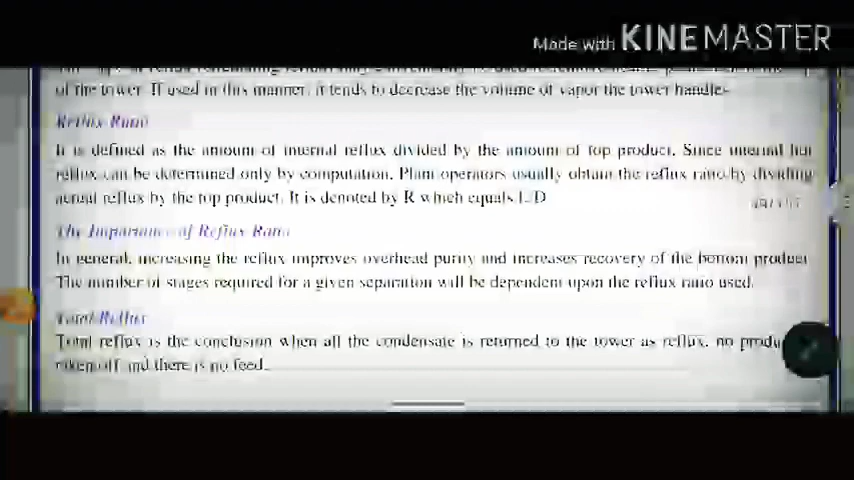 Made with KINEMASTER
of the tower. If used in this manner, it tends to decrease the volume of vapor the tower handles
Reflux Ratio
It is defined as the amount of internal reflux divided by the amount of top product. Since internal hot
reflux can be determined only by computation. Plant operators usually obtain the reflux ratio by dividing
actual reflux by the top product. It is denoted by R which equals L/D
The Importance of Reflux Ratio
In general, increasing the reflux improves overhead purity and increases recovery of the bottom product
The number of stages required for a given separation will be dependent upon the reflux ratio used.
Total Reflux
Total reflux is the conclusion when all the condensate is returned to the tower as reflux, no
taken off and there is no feed.